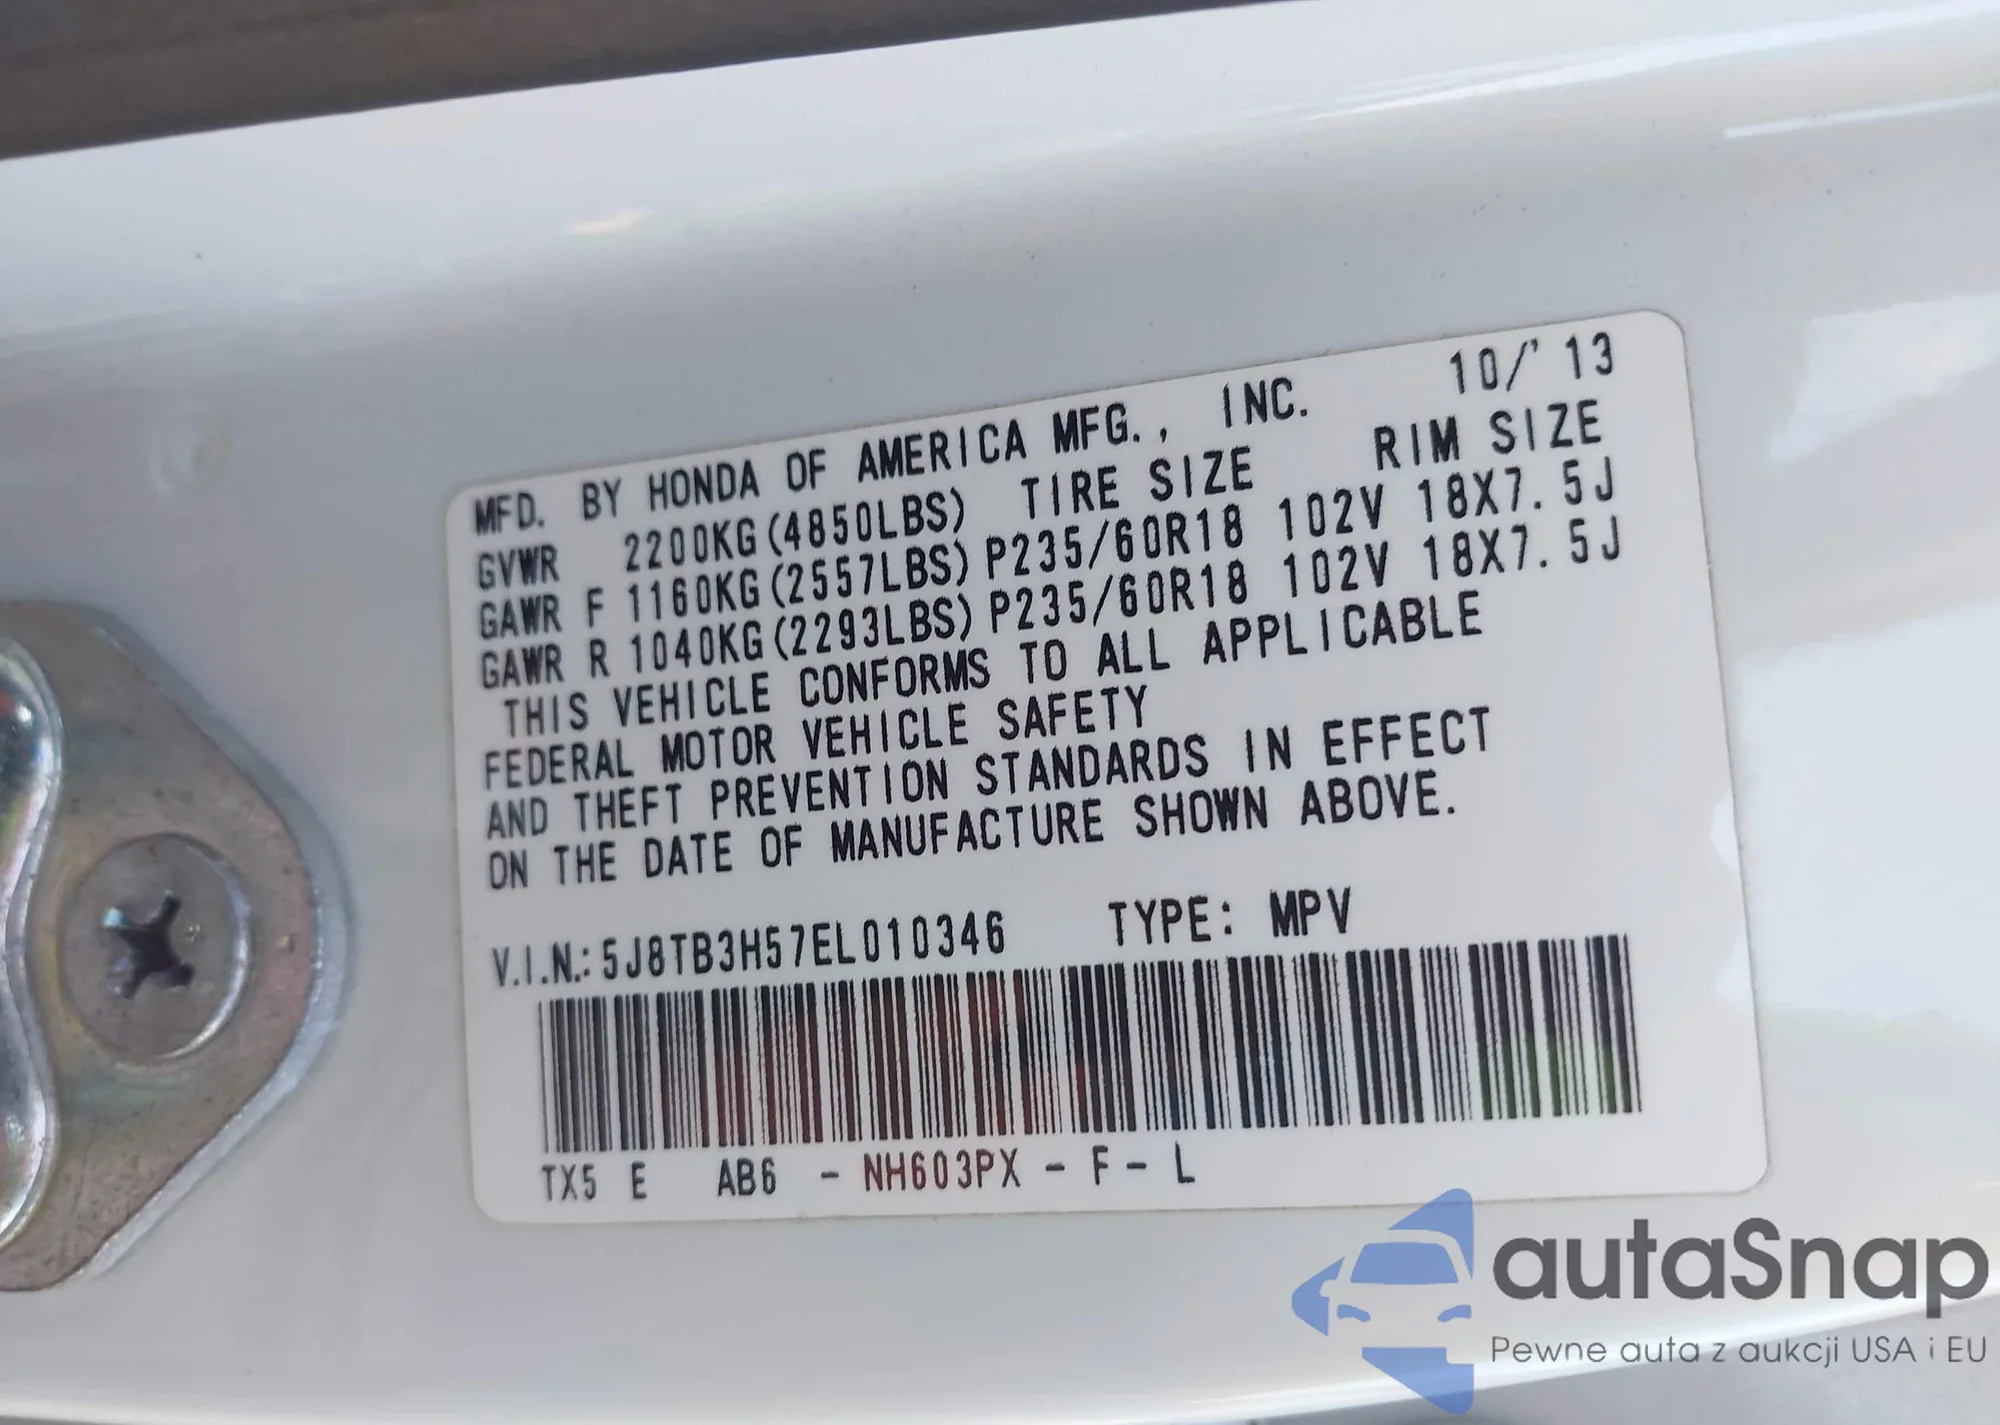 MFD. BY HONDA OF AMERICA MFG., INC. 10/'13
GVWR 2200KG(4850LBS) TIRE SIZE RIM SIZE
GAWR F 1160KG(2557LBS) P235/60R18 102V 18X7.5J
GAWR R 1040KG(2293LBS) P235/60R18 102V 18X7.5J
THIS VEHICLE CONFORMS TO ALL APPLICABLE
FEDERAL MOTOR VEHICLE SAFETY
AND THEFT PREVENTION STANDARDS IN EFFECT
ON THE DATE OF MANUFACTURE SHOWN ABOVE.
V.I.N.: 5J8TB3H57EL010346 TYPE: MPV
TX5 E AB6 - NH603PX - F - L
autaSnap
Pewne auta z aukcji USA i EU